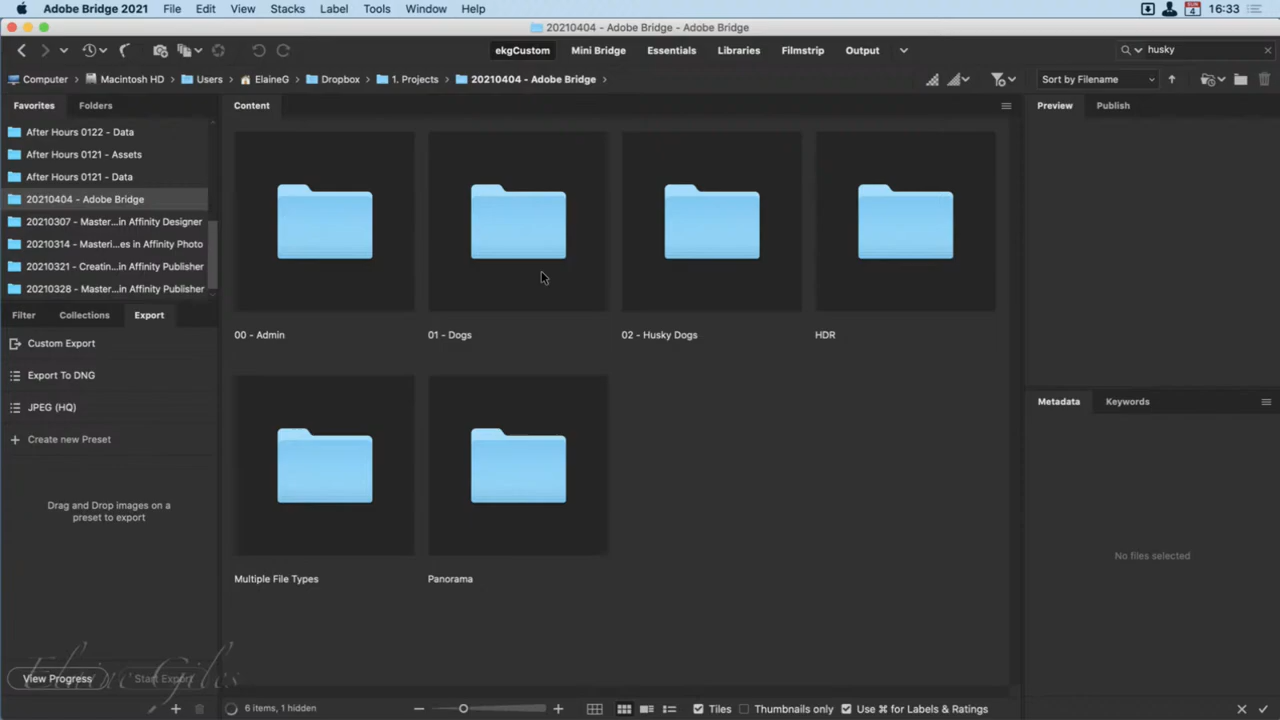 Adobe Bridge 2021 File Edit View Stacks Label Tools Window Help SUN 4 16:33
20210404 - Adobe Bridge - Adobe Bridge
ekgCustom Mini Bridge Essentials Libraries Filmstrip Output husky
Computer Macintosh HD Users ElaineG Dropbox 1. Projects 20210404 - Adobe Bridge Sort by Filename
Favorites Folders
Content
Preview Publish
After Hours 0122 - Data
After Hours 0121 - Assets
After Hours 0121 - Data
20210404 - Adobe Bridge
20210307 - Master...in Affinity Designer
20210314 - Masteri...es in Affinity Photo
20210321 - Creatin...in Affinity Publisher
20210328 - Master...in Affinity Publisher
Filter Collections Export
Custom Export
Export To DNG
JPEG (HQ)
Create new Preset
Drag and Drop images on a
preset to export
00 - Admin 01 - Dogs 02 - Husky Dogs HDR
Multiple File Types Panorama
Metadata Keywords
No files selected
Elaine Giles
View Progress Start Export
6 items, 1 hidden Tiles Thumbnails only Use ⌘ for Labels & Ratings